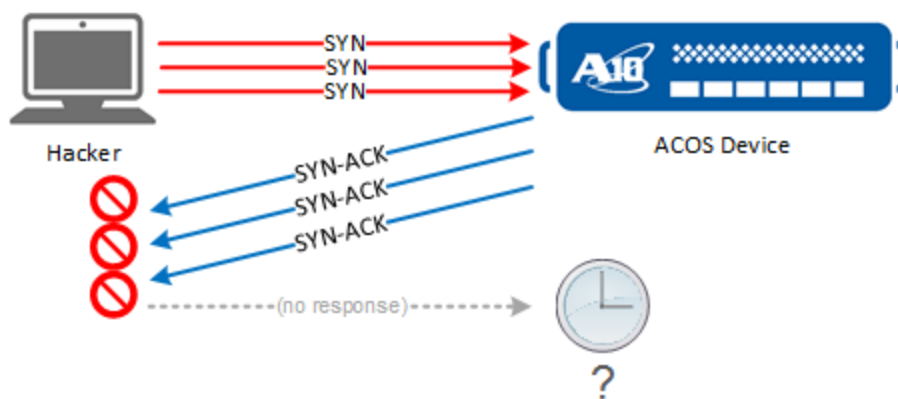 SYN
SYN
SYN
A10
Hacker
ACOS Device
SYN-ACK
SYN-ACK
SYN-ACK
(no response)
?